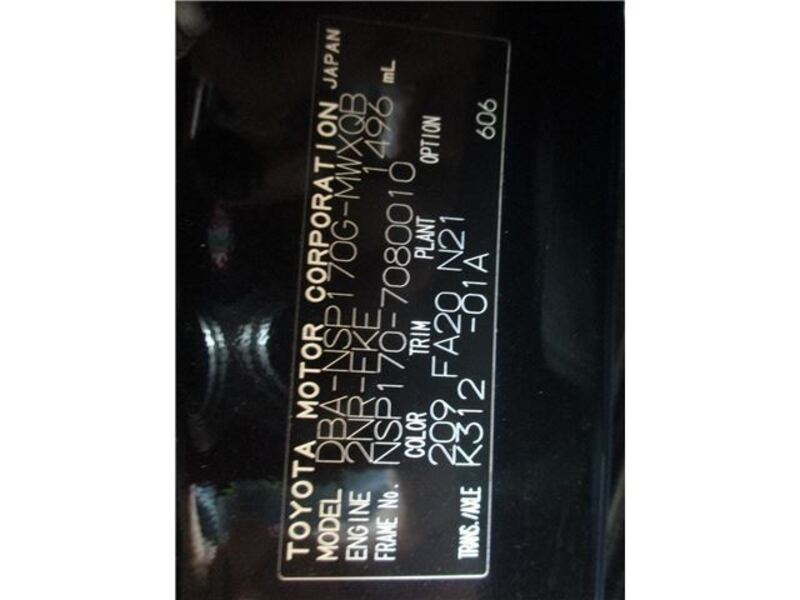 TOYOTA MOTOR CORPORATION JAPAN
MODEL DBA-NSP170G-MWXQB
ENGINE 2NR-EKE 1496 mL
FRAME No. NSP170-7080010
COLOR TRIM PLANT OPTION
209 FA20 N21
TRANS./AXLE K312 -01A 606